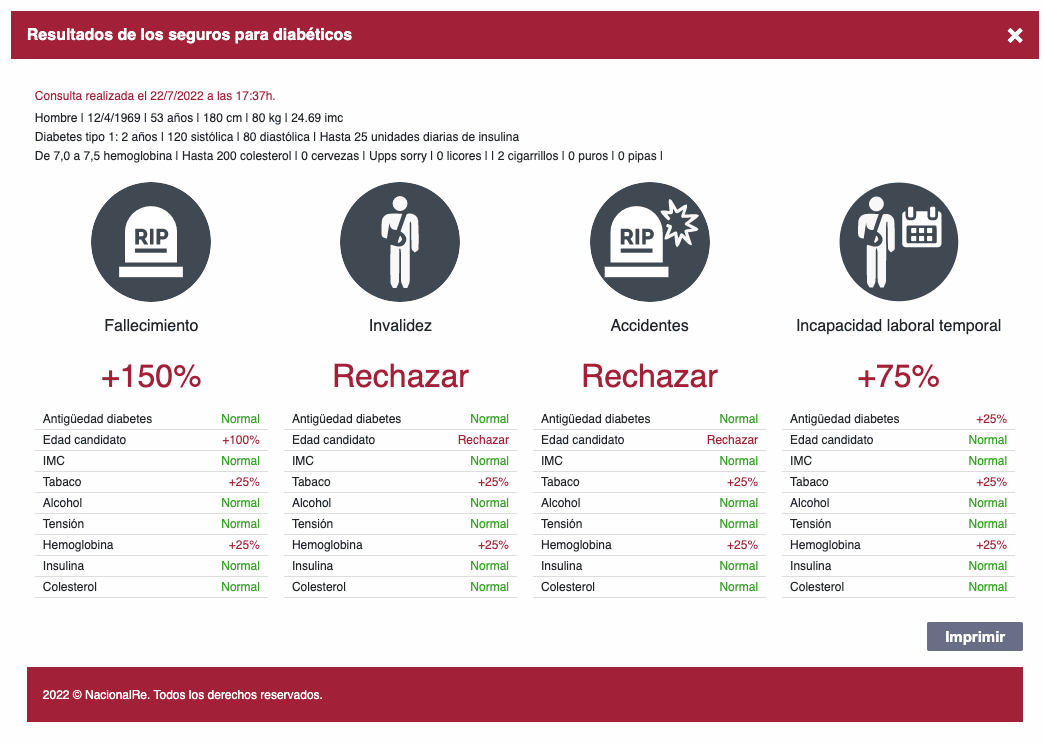 Resultados de los seguros para diabéticos
Consulta realizada el 22/7/2022 a las 17:37h.
Hombre | 12/4/1969 | 53 años | 180 cm | 80 kg | 24.69 imc
Diabetes tipo 1: 2 años | 120 sistólica | 80 diastólica | Hasta 25 unidades diarias de insulina
De 7,0 a 7,5 hemoglobina | Hasta 200 colesterol | 0 cervezas | Upps sorry | 0 licores | | 2 cigarrillos | 0 puros | 0 pipas |
RIP
RIP
Fallecimiento
+150%
Antigüedad diabetes Normal
Edad candidato +100%
IMC Normal
Tabaco +25%
Alcohol Normal
Tensión Normal
Hemoglobina +25%
Insulina Normal
Colesterol Normal
Invalidez
Rechazar
Antigüedad diabetes Normal
Edad candidato Rechazar
IMC Normal
Tabaco +25%
Alcohol Normal
Tensión Normal
Hemoglobina +25%
Insulina Normal
Colesterol Normal
Accidentes
Rechazar
Antigüedad diabetes Normal
Edad candidato Rechazar
IMC Normal
Tabaco +25%
Alcohol Normal
Tensión Normal
Hemoglobina +25%
Insulina Normal
Colesterol Normal
Incapacidad laboral temporal
+75%
Antigüedad diabetes +25%
Edad candidato Normal
IMC Normal
Tabaco +25%
Alcohol Normal
Tensión Normal
Hemoglobina +25%
Insulina Normal
Colesterol Normal
Imprimir
2022 © NacionalRe. Todos los derechos reservados.